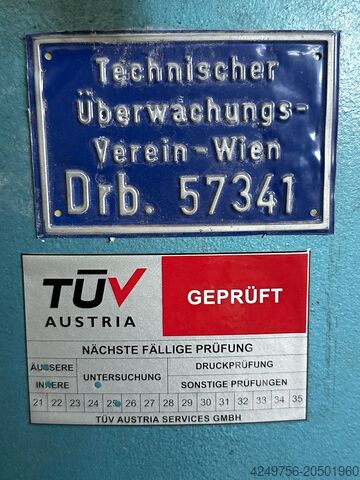 Technischer
Überwachungs-
Verein-Wien
Drb. 57341
TÜV
AUSTRIA
GEPRÜFT
NÄCHSTE FÄLLIGE PRÜFUNG
ÄUSSERE
INNERE
UNTERSUCHUNG
DRUCKPRÜFUNG
SONSTIGE PRÜFUNGEN
21 22 23 24 25 26 27 28 29 30 31 32 33 34 35
TÜV AUSTRIA SERVICES GMBH
4249756-20501960